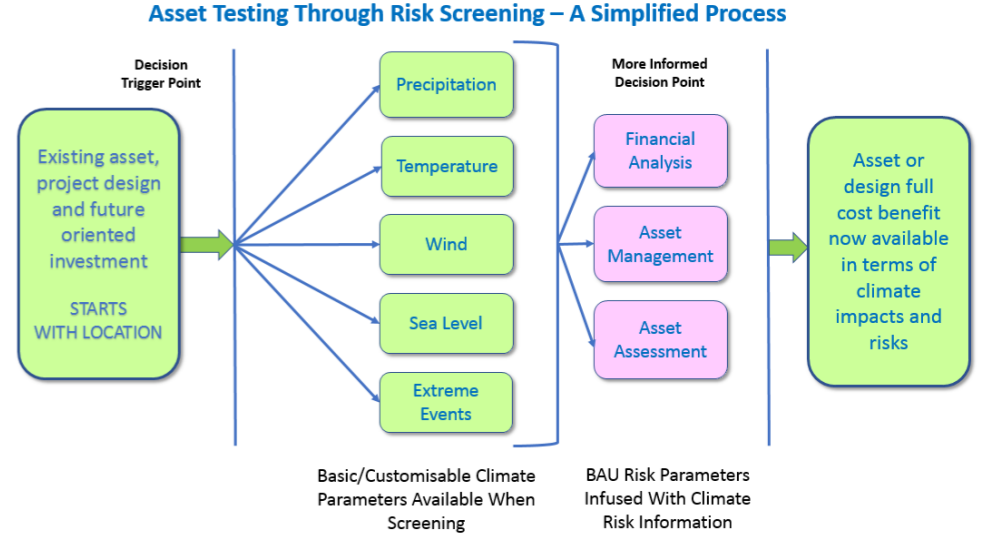 Asset Testing Through Risk Screening – A Simplified Process
Decision
Trigger Point
Existing asset,
project design
and future
oriented
investment
STARTS
WITH LOCATION
Precipitation
Temperature
Wind
Sea Level
Extreme
Events
Basic/Customisable Climate
Parameters Available When
Screening
More Informed
Decision Point
Financial
Analysis
Asset
Management
Asset
Assessment
BAU Risk Parameters
Infused With Climate
Risk Information
Asset or
design full
cost benefit
now available
in terms of
climate
impacts and
risks